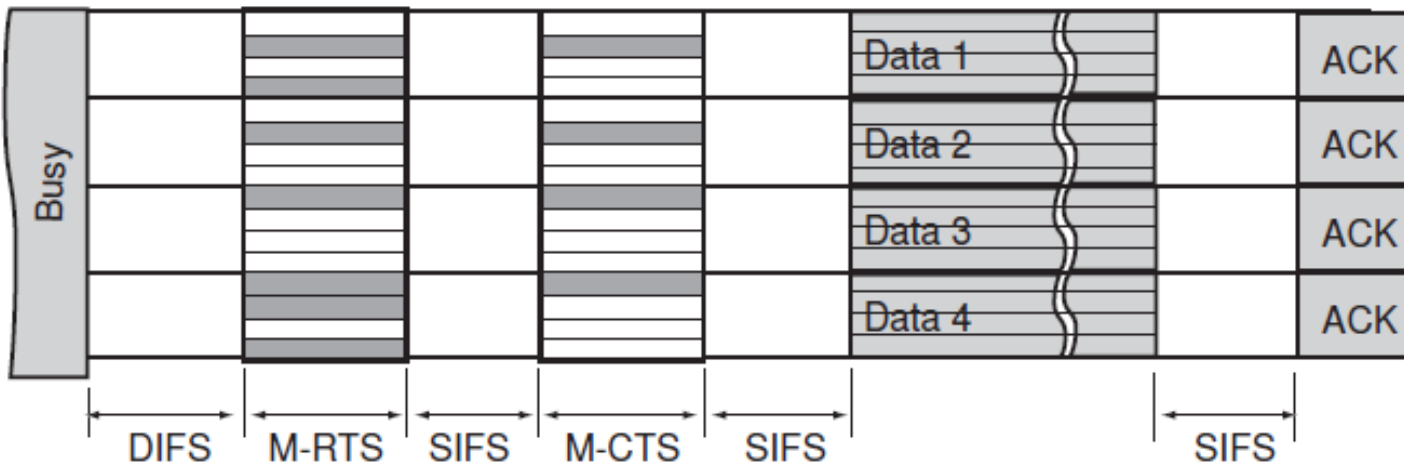 Busy
Data 1
ACK
Data 2
ACK
Data 3
ACK
Data 4
ACK
DIFS M-RTS SIFS M-CTS SIFS SIFS